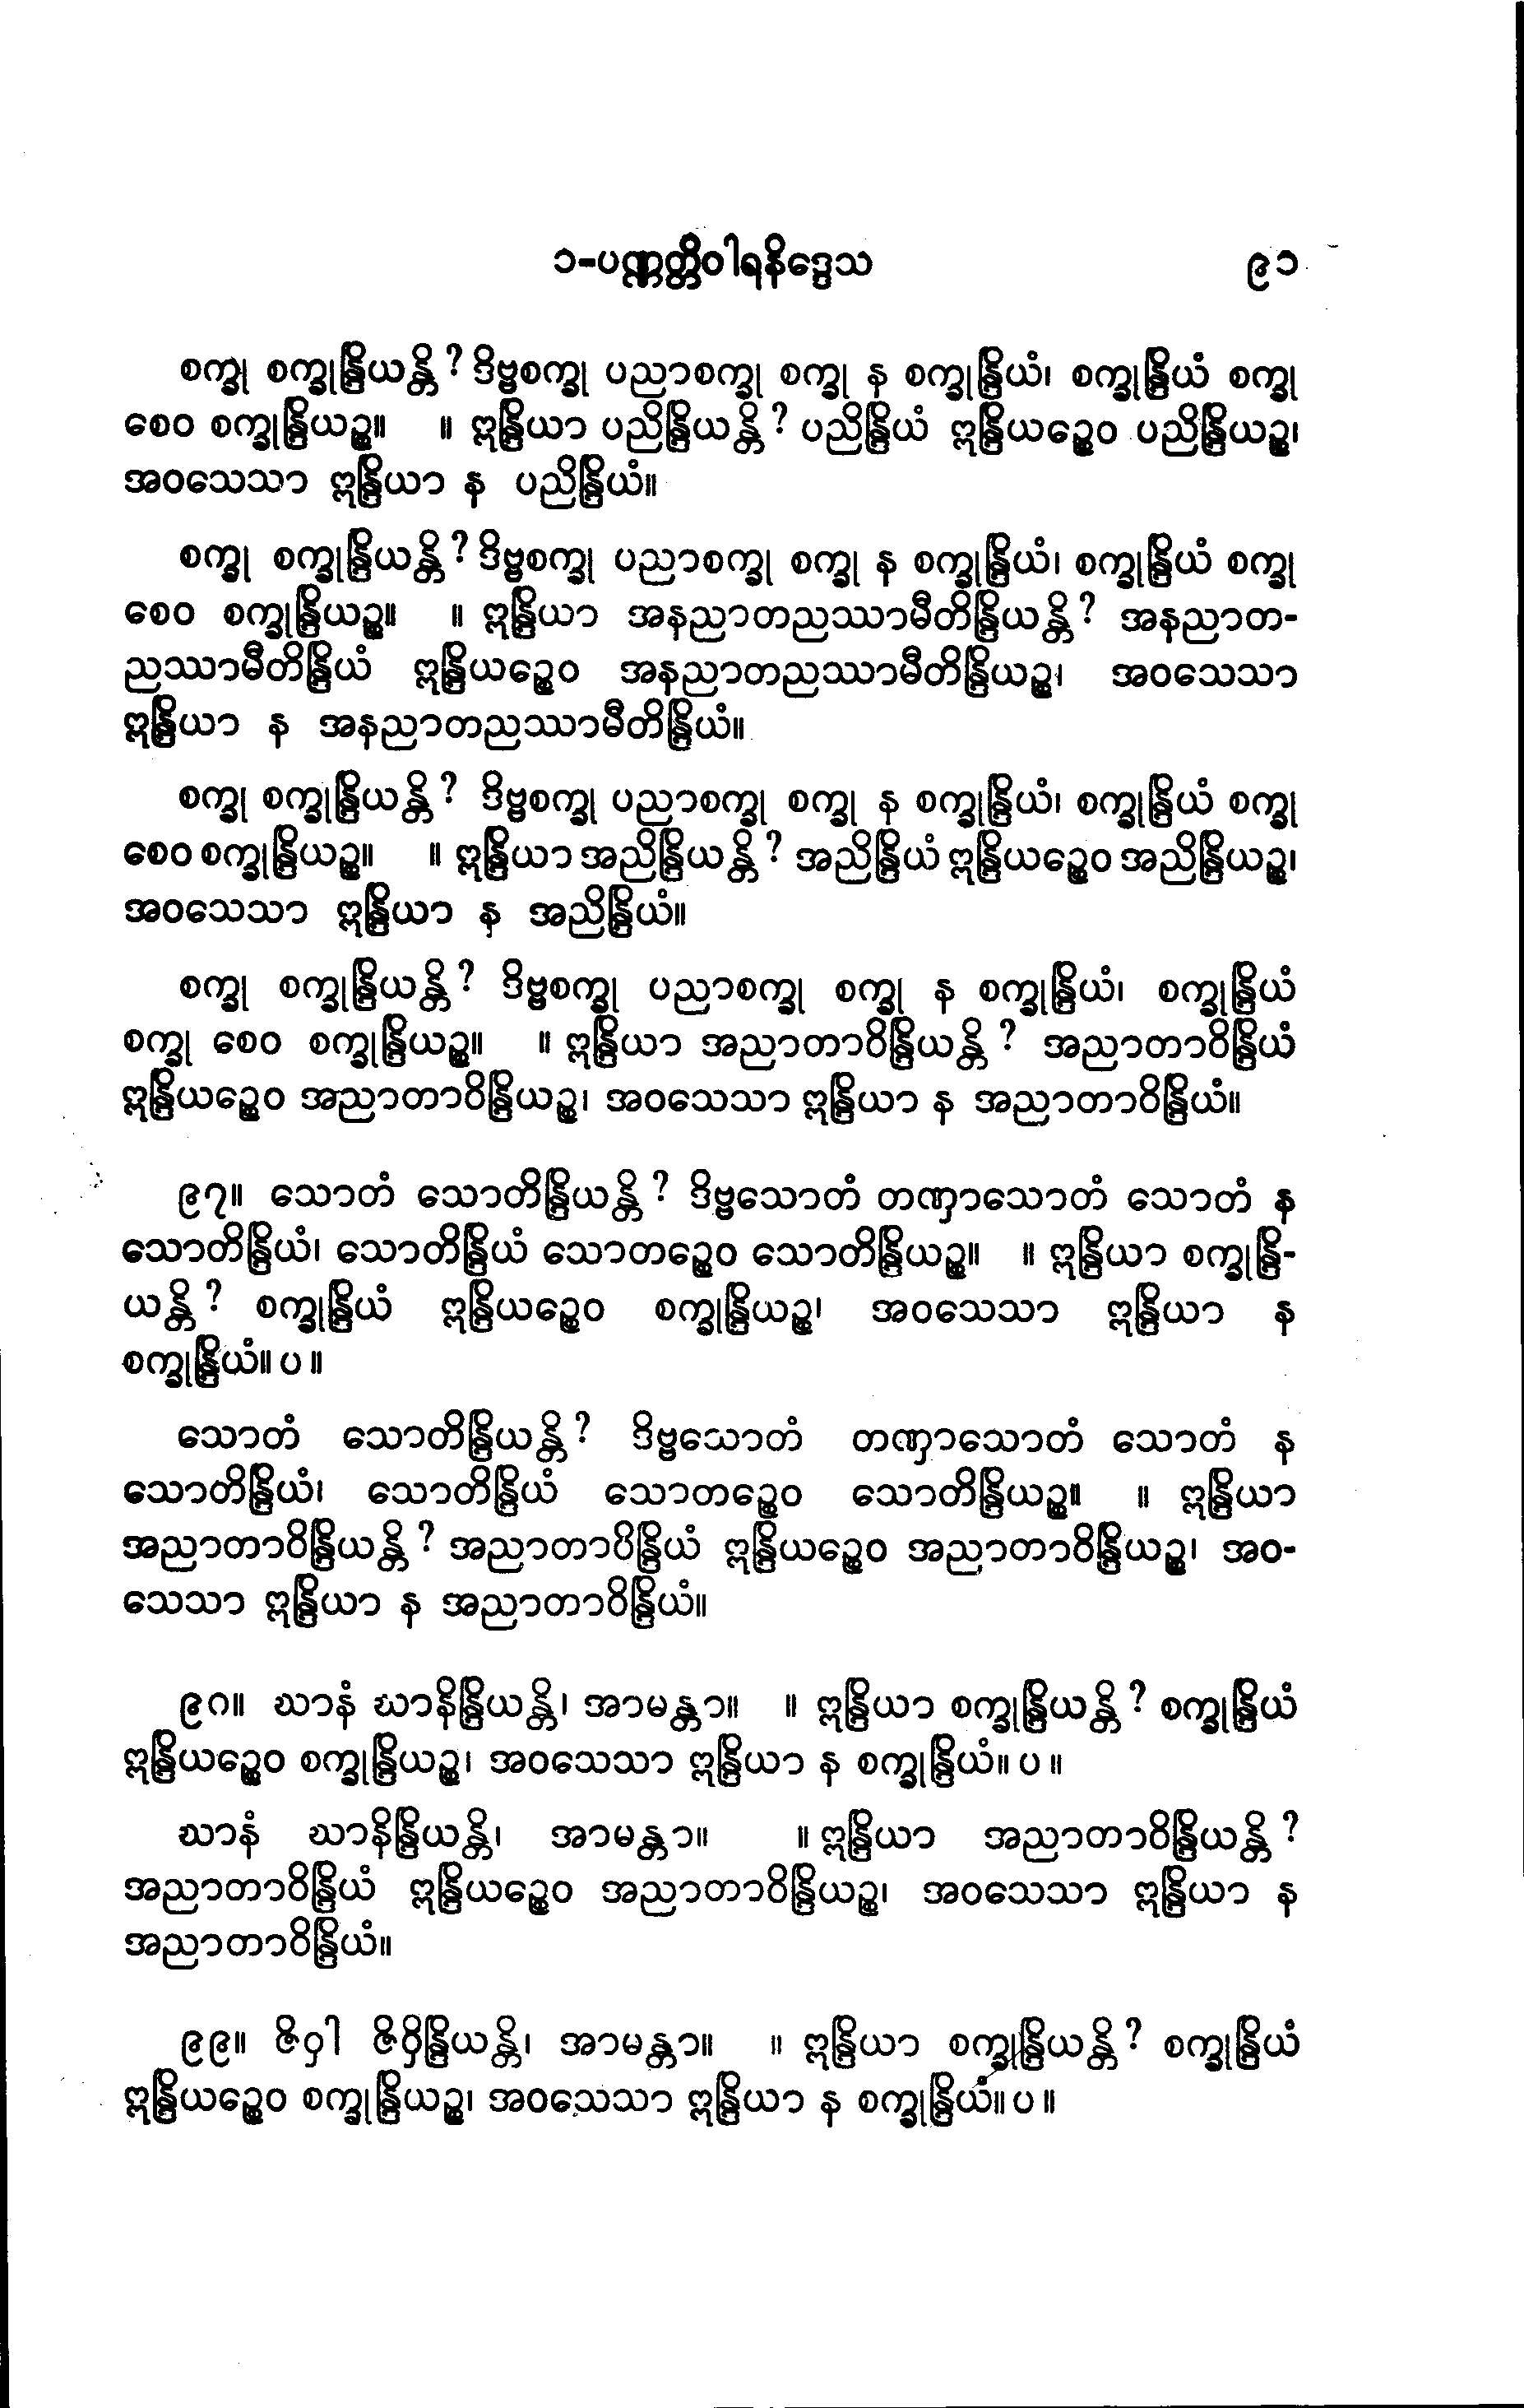 ၁-ပဏ္ဏတ္တိဝါရနိဒ္ဒေသ ၉၁
စက္ခု စက္ခုန္ဒြိယန္တိ? ဒိဗ္ဗစက္ခု ပညာစက္ခု စက္ခု န စက္ခုန္ဒြိယံ၊ စက္ခုန္ဒြိယံ စက္ခု
စေဝ စက္ခုန္ဒြိယဉ္စ။ ။ ဣန္ဒြိယာ ပညိန္ဒြိယန္တိ? ပညိန္ဒြိယံ ဣန္ဒြိယဉ္စေဝ ပညိန္ဒြိယဉ္စ၊
အဝသေသာ ဣန္ဒြိယာ န ပညိန္ဒြိယံ။
စက္ခု စက္ခုန္ဒြိယန္တိ? ဒိဗ္ဗစက္ခု ပညာစက္ခု စက္ခု န စက္ခုန္ဒြိယံ၊ စက္ခုန္ဒြိယံ စက္ခု
စေဝ စက္ခုန္ဒြိယဉ္စ။ ။ ဣန္ဒြိယာ အနညာတညဿာမီတိန္ဒြိယန္တိ? အနညာတ-
ညဿာမီတိန္ဒြိယံ ဣန္ဒြိယဉ္စေဝ အနညာတညဿာမီတိန္ဒြိယဉ္စ၊ အဝသေသာ
ဣန္ဒြိယာ န အနညာတညဿာမီတိန္ဒြိယံ။
စက္ခု စက္ခုန္ဒြိယန္တိ? ဒိဗ္ဗစက္ခု ပညာစက္ခု စက္ခု န စက္ခုန္ဒြိယံ၊ စက္ခုန္ဒြိယံ စက္ခု
စေဝ စက္ခုန္ဒြိယဉ္စ။ ။ ဣန္ဒြိယာ အညိန္ဒြိယန္တိ? အညိန္ဒြိယံ ဣန္ဒြိယဉ္စေဝ အညိန္ဒြိယဉ္စ၊
အဝသေသာ ဣန္ဒြိယာ န အညိန္ဒြိယံ။
စက္ခု စက္ခုန္ဒြိယန္တိ? ဒိဗ္ဗစက္ခု ပညာစက္ခု စက္ခု န စက္ခုန္ဒြိယံ၊ စက္ခုန္ဒြိယံ
စက္ခု စေဝ စက္ခုန္ဒြိယဉ္စ။ ။ ဣန္ဒြိယာ အညာတာဝိန္ဒြိယန္တိ? အညာတာဝိန္ဒြိယံ
ဣန္ဒြိယဉ္စေဝ အညာတာဝိန္ဒြိယဉ္စ၊ အဝသေသာ ဣန္ဒြိယာ န အညာတာဝိန္ဒြိယံ။
၉၇။ သောတံ သောတိန္ဒြိယန္တိ? ဒိဗ္ဗသောတံ တဏှာသောတံ သောတံ န
သောတိန္ဒြိယံ၊ သောတိန္ဒြိယံ သောတဉ္စေဝ သောတိန္ဒြိယဉ္စ။ ။ ဣန္ဒြိယာ စက္ခုန္ဒြိ-
ယန္တိ? စက္ခုန္ဒြိယံ ဣန္ဒြိယဉ္စေဝ စက္ခုန္ဒြိယဉ္စ၊ အဝသေသာ ဣန္ဒြိယာ န
စက္ခုန္ဒြိယံ။ ပ ။
သောတံ သောတိန္ဒြိယန္တိ? ဒိဗ္ဗသောတံ တဏှာသောတံ သောတံ န
သောတိန္ဒြိယံ၊ သောတိန္ဒြိယံ သောတဉ္စေဝ သောတိန္ဒြိယဉ္စ။ ။ ဣန္ဒြိယာ
အညာတာဝိန္ဒြိယန္တိ? အညာတာဝိန္ဒြိယံ ဣန္ဒြိယဉ္စေဝ အညာတာဝိန္ဒြိယဉ္စ၊ အဝ-
သေသာ ဣန္ဒြိယာ န အညာတာဝိန္ဒြိယံ။
၉၈။ ဃာနံ ဃာနိန္ဒြိယန္တိ၊ အာမန္တာ။ ။ ဣန္ဒြိယာ စက္ခုန္ဒြိယန္တိ? စက္ခုန္ဒြိယံ
ဣန္ဒြိယဉ္စေဝ စက္ခုန္ဒြိယဉ္စ၊ အဝသေသာ ဣန္ဒြိယာ န စက္ခုန္ဒြိယံ။ ပ ။
ဃာနံ ဃာနိန္ဒြိယန္တိ၊ အာမန္တာ။ ။ ဣန္ဒြိယာ အညာတာဝိန္ဒြိယန္တိ?
အညာတာဝိန္ဒြိယံ ဣန္ဒြိယဉ္စေဝ အညာတာဝိန္ဒြိယဉ္စ၊ အဝသေသာ ဣန္ဒြိယာ န
အညာတာဝိန္ဒြိယံ။
၉၉။ ဇိဝှါ ဇိဝှိန္ဒြိယန္တိ၊ အာမန္တာ။ ။ ဣန္ဒြိယာ စက္ခုန္ဒြိယန္တိ? စက္ခုန္ဒြိယံ
ဣန္ဒြိယဉ္စေဝ စက္ခုန္ဒြိယဉ္စ၊ အဝသေသာ ဣန္ဒြိယာ န စက္ခုန္ဒြိယံ။ ပ ။